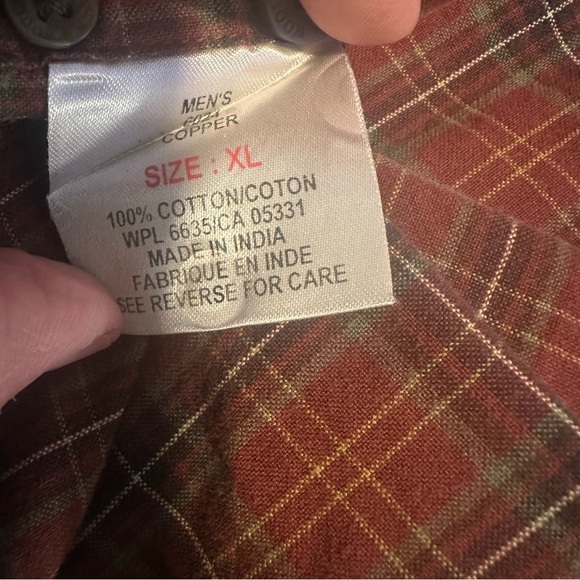 MEN'S
COPPER
SIZE : XL
100% COTTON/COTON
WPL 6635/CA 05331
MADE IN INDIA
FABRIQUE EN INDE
SEE REVERSE FOR CARE